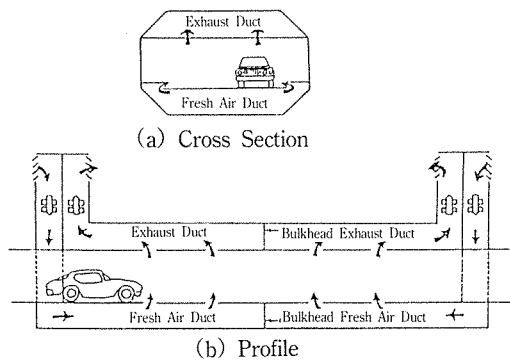 Exhaust Duct
Fresh Air Duct
(a) Cross Section
Exhaust Duct
Bulkhead Exhaust Duct
Fresh Air Duct
Bulkhead Fresh Air Duct
(b) Profile